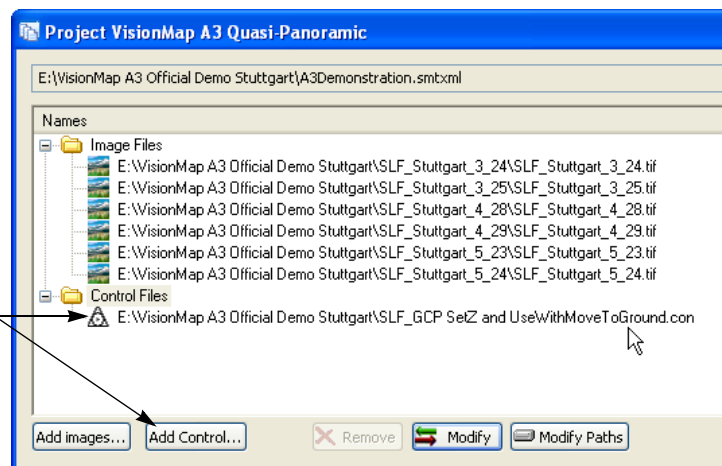 Project VisionMap A3 Quasi-Panoramic
E:\VisionMap A3 Official Demo Stuttgart\A3Demonstration.smtxml
Names
Image Files
E:\VisionMap A3 Official Demo Stuttgart\SLF_Stuttgart_3_24\SLF_Stuttgart_3_24.tif
E:\VisionMap A3 Official Demo Stuttgart\SLF_Stuttgart_3_25\SLF_Stuttgart_3_25.tif
E:\VisionMap A3 Official Demo Stuttgart\SLF_Stuttgart_4_28\SLF_Stuttgart_4_28.tif
E:\VisionMap A3 Official Demo Stuttgart\SLF_Stuttgart_4_29\SLF_Stuttgart_4_29.tif
E:\VisionMap A3 Official Demo Stuttgart\SLF_Stuttgart_5_23\SLF_Stuttgart_5_23.tif
E:\VisionMap A3 Official Demo Stuttgart\SLF_Stuttgart_5_24\SLF_Stuttgart_5_24.tif
Control Files
E:\VisionMap A3 Official Demo Stuttgart\SLF_GCP SetZ and UseWithMoveToGround.con
Add images... Add Control... Remove Modify Modify Paths